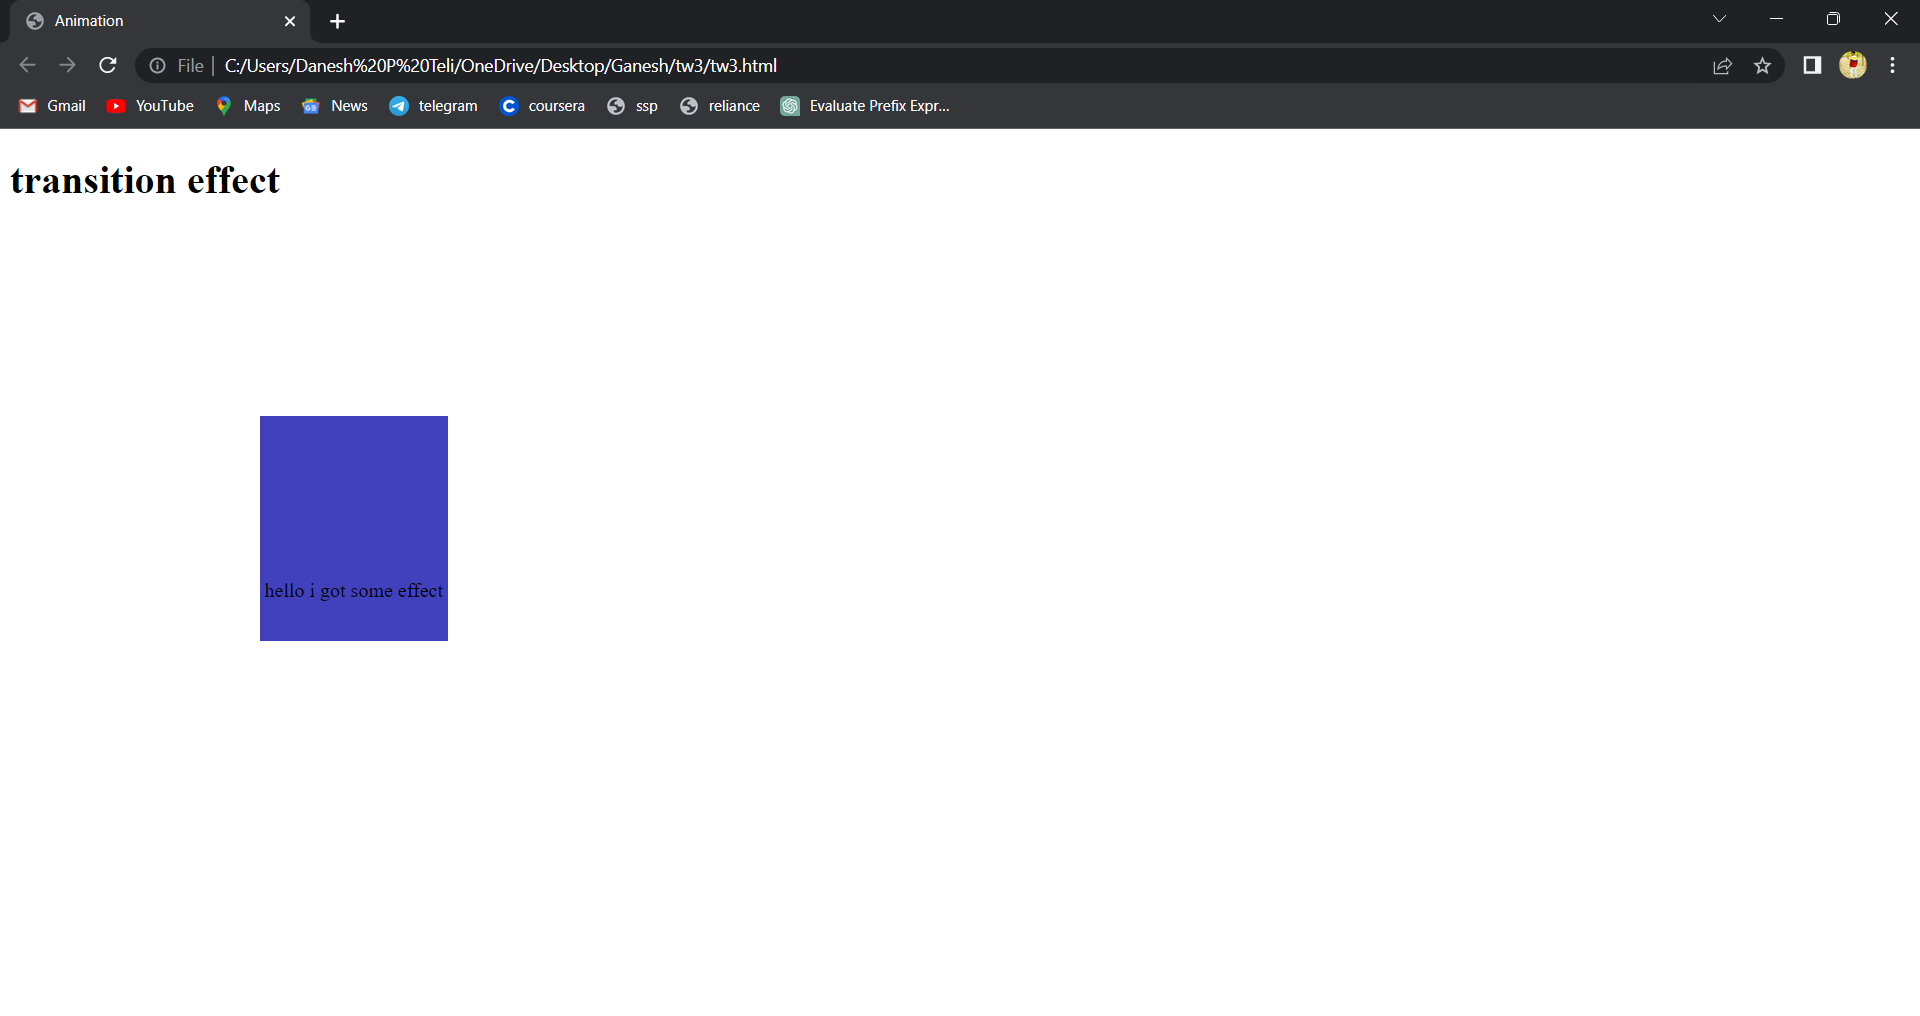 Animation
File C:/Users/Danesh%20P%20Teli/OneDrive/Desktop/Ganesh/tw3/tw3.html
Gmail YouTube Maps News telegram coursera ssp reliance Evaluate Prefix Expr...
transition effect
hello i got some effect